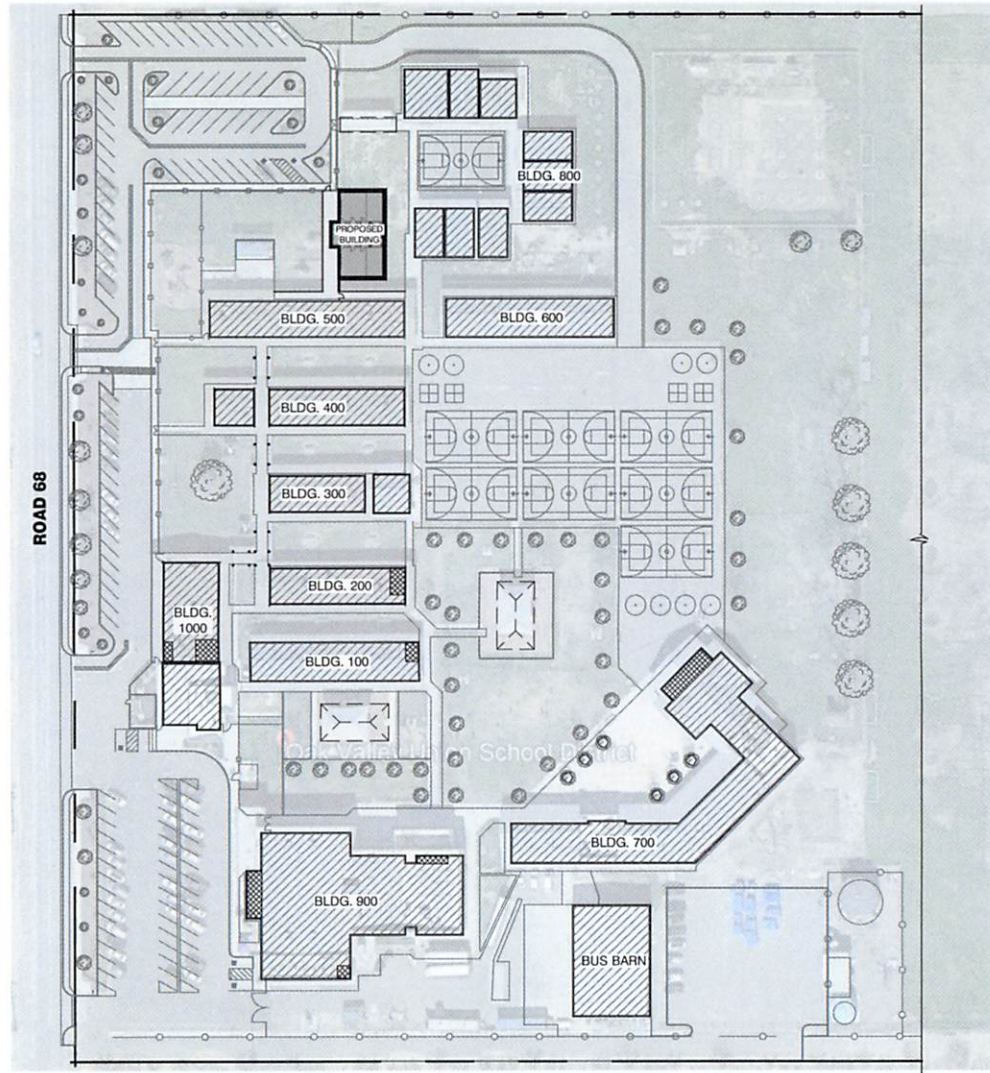 BLDG. 800
PROPOSED
BUILDING
BLDG. 500
BLDG. 600
BLDG. 400
ROAD 68
BLDG. 300
BLDG. 200
BLDG.
1000
BLDG. 100
Oak Valley Union School District
BLDG. 700
BLDG. 900
BUS BARN